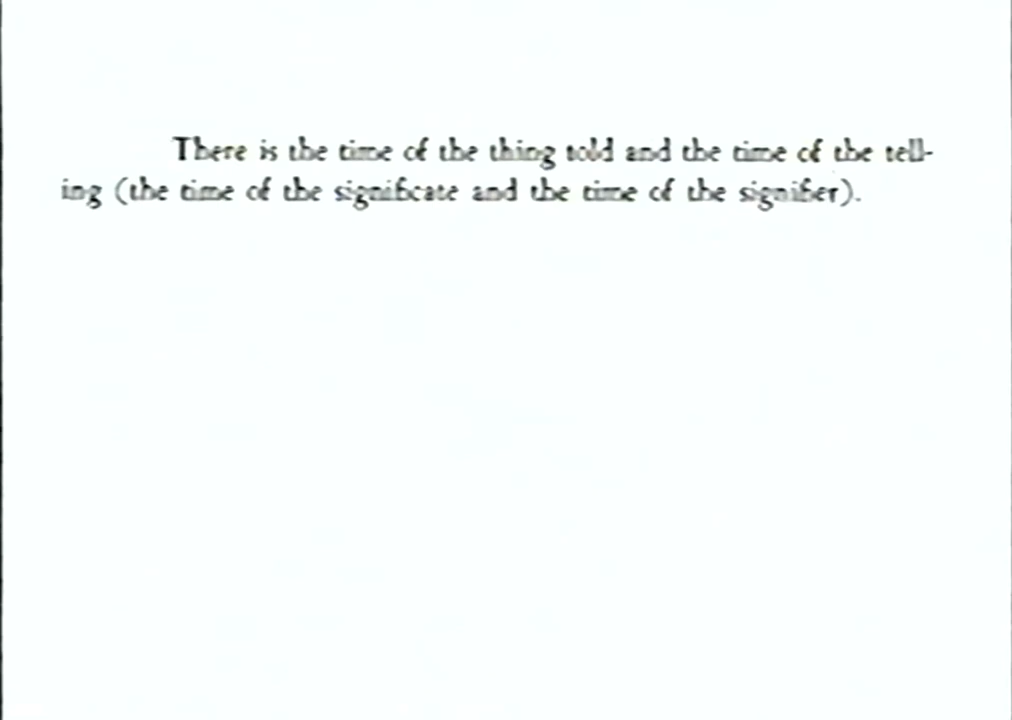 There is the time of the thing told and the time of the tell-
ing (the time of the significate and the time of the signifier).